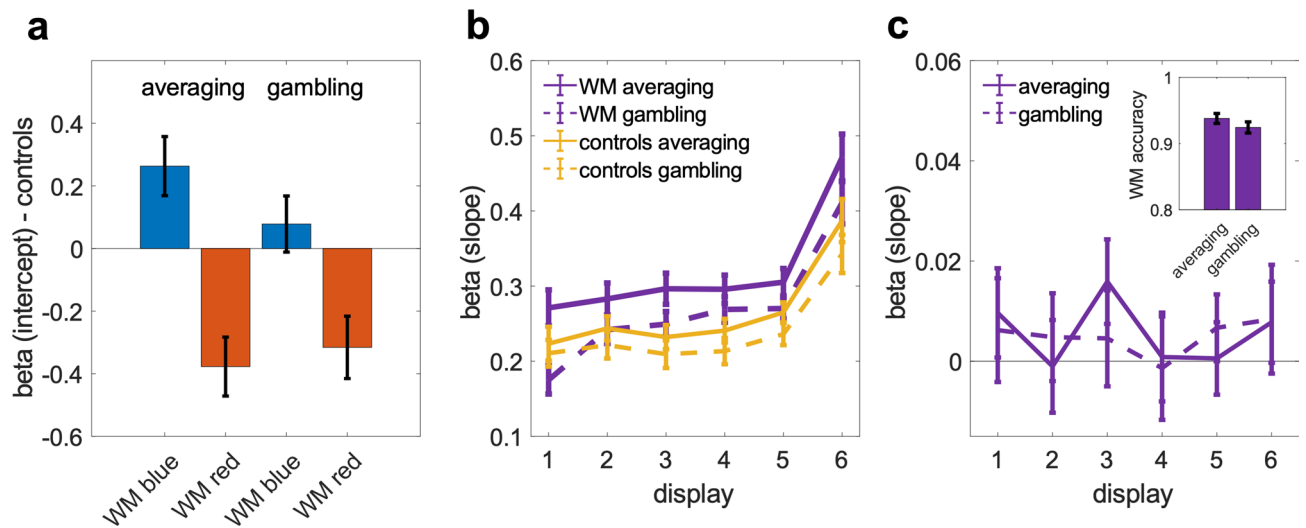 a
averaging gambling
beta (intercept) - controls
0.4
0.2
0
-0.2
-0.4
-0.6
WM blue
WM red
WM blue
WM red
b
beta (slope)
0.6
0.5
0.4
0.3
0.2
0.1
WM averaging
WM gambling
controls averaging
controls gambling
1 2 3 4 5 6
display
c
beta (slope)
0.06
0.04
0.02
0
averaging
gambling
WM accuracy
1
0.9
0.8
averaging
gambling
1 2 3 4 5 6
display